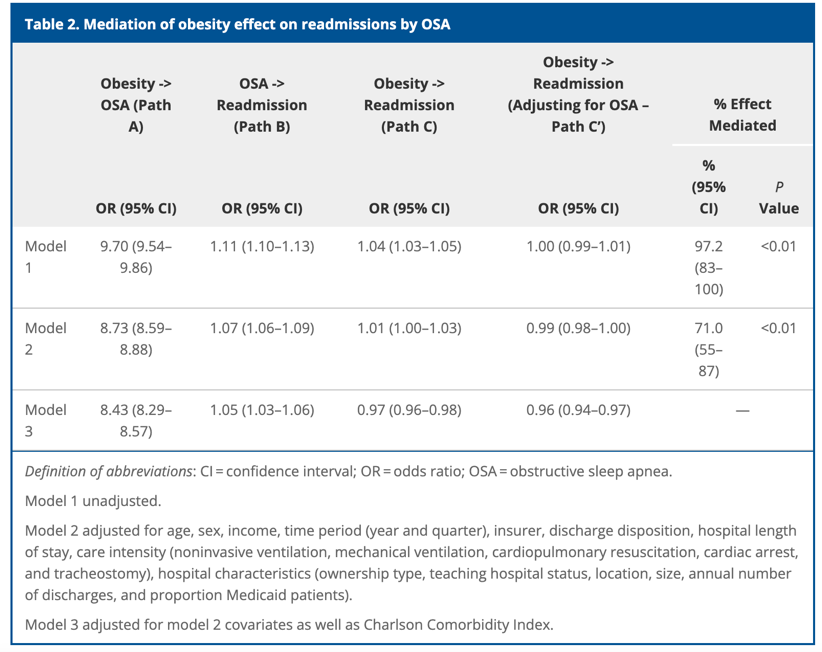 Table 2. Mediation of obesity effect on readmissions by OSA
Obesity ->
OSA (Path
A)
OSA ->
Readmission
(Path B)
Obesity ->
Readmission
(Path C)
Obesity ->
Readmission
(Adjusting for OSA –
Path C′)
% Effect
Mediated
OR (95% CI)
OR (95% CI)
OR (95% CI)
OR (95% CI)
%
(95%
CI)
P
Value
Model
1
9.70 (9.54–
9.86)
1.11 (1.10–1.13)
1.04 (1.03–1.05)
1.00 (0.99–1.01)
97.2
(83–
100)
<0.01
Model
2
8.73 (8.59–
8.88)
1.07 (1.06–1.09)
1.01 (1.00–1.03)
0.99 (0.98–1.00)
71.0
(55–
87)
<0.01
Model
3
8.43 (8.29–
8.57)
1.05 (1.03–1.06)
0.97 (0.96–0.98)
0.96 (0.94–0.97)
—
Definition of abbreviations: CI = confidence interval; OR = odds ratio; OSA = obstructive sleep apnea.
Model 1 unadjusted.
Model 2 adjusted for age, sex, income, time period (year and quarter), insurer, discharge disposition, hospital length
of stay, care intensity (noninvasive ventilation, mechanical ventilation, cardiopulmonary resuscitation, cardiac arrest,
and tracheostomy), hospital characteristics (ownership type, teaching hospital status, location, size, annual number
of discharges, and proportion Medicaid patients).
Model 3 adjusted for model 2 covariates as well as Charlson Comorbidity Index.